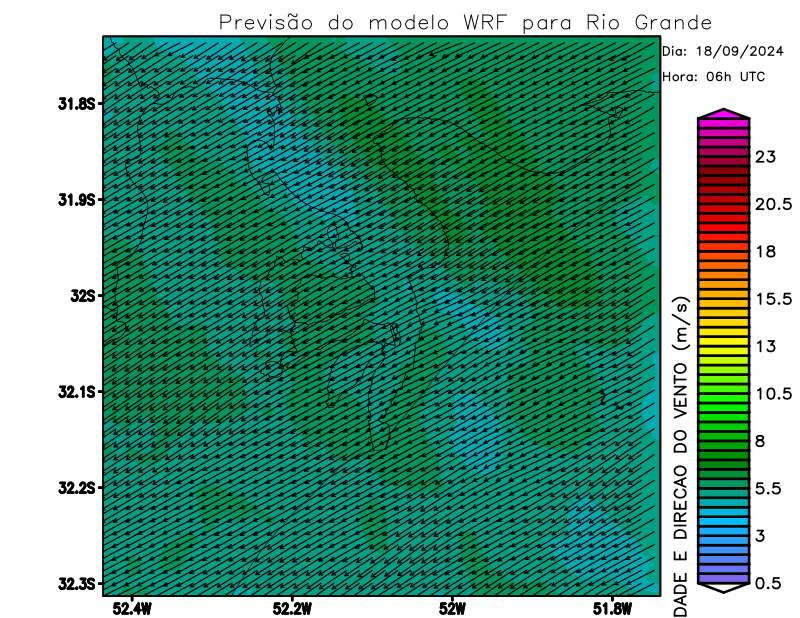 Previsão do modelo WRF para Rio Grande
Dia: 18/09/2024
Hora: 06h UTC
31.8S
31.9S
32S
32.1S
32.2S
32.3S
52.4W
52.2W
52W
51.8W
23
20.5
18
15.5
13
10.5
8
5.5
3
0.5
DADE E DIRECAO DO VENTO (m/s)